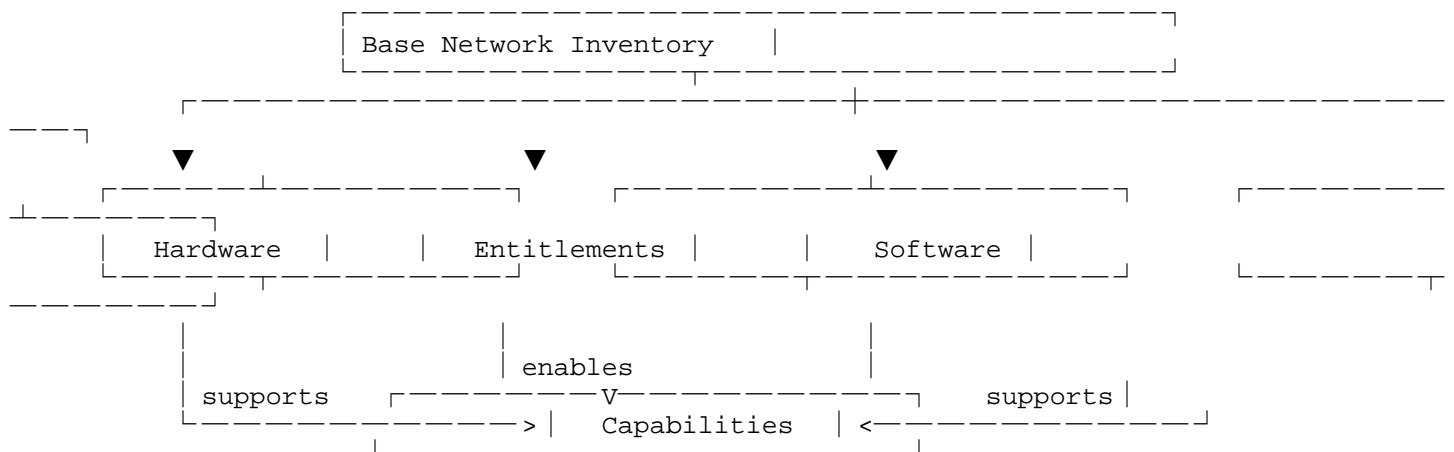 Base Network Inventory
Hardware Entitlements Software
enables
supports V supports
> Capabilities <